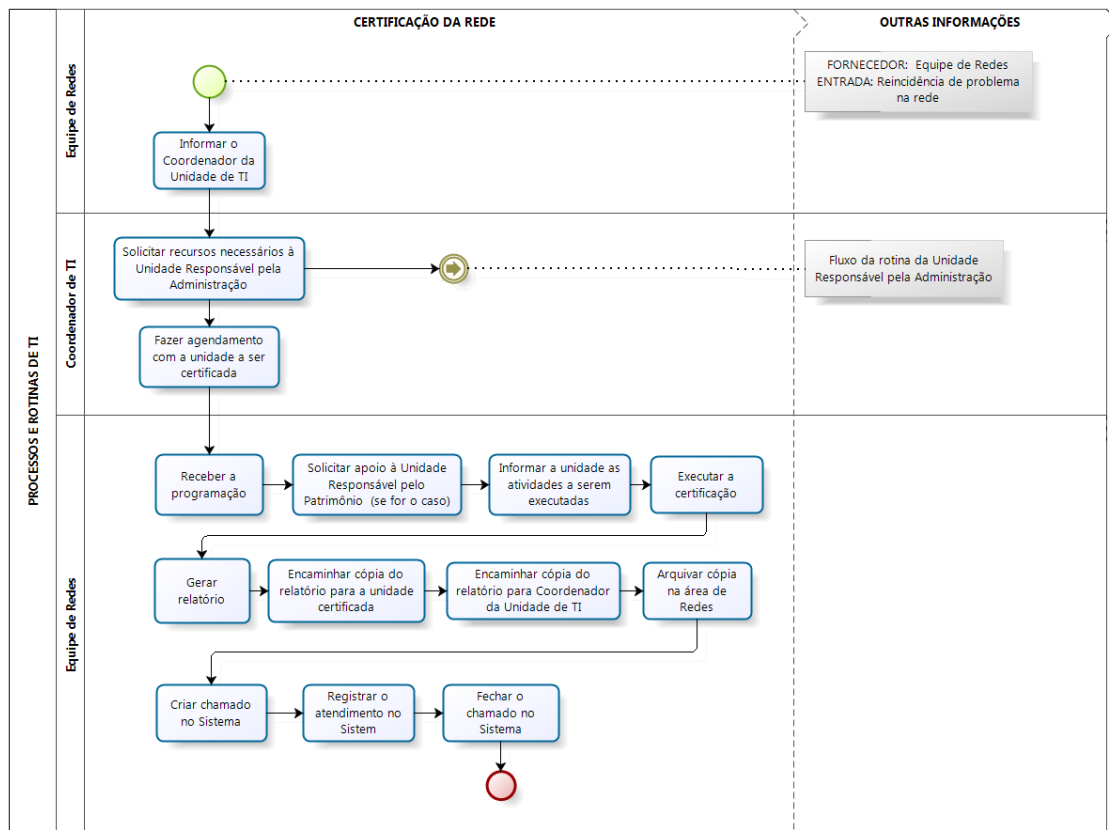 CERTIFICAÇÃO DA REDE
OUTRAS INFORMAÇÕES
PROCESSOS E ROTINAS DE TI
Equipe de Redes
FORNECEDOR: Equipe de Redes
ENTRADA: Reincidência de problema
na rede
Informar o
Coordenador da
Unidade de TI
Coordenador de TI
Solicitar recursos necessários à
Unidade Responsável pela
Administração
Fluxo da rotina da Unidade
Responsável pela Administração
Fazer agendamento
com a unidade a ser
certificada
Equipe de Redes
Receber a
programação
Solicitar apoio à Unidade
Responsável pelo
Patrimônio (se for o caso)
Informar a unidade as
atividades a serem
executadas
Executar a
certificação
Gerar
relatório
Encaminhar cópia do
relatório para a unidade
certificada
Encaminhar cópia do
relatório para Coordenador
da Unidade de TI
Arquivar cópia
na área de
Redes
Criar chamado
no Sistema
Registrar o
atendimento no
Sistem
Fechar o
chamado no
Sistema